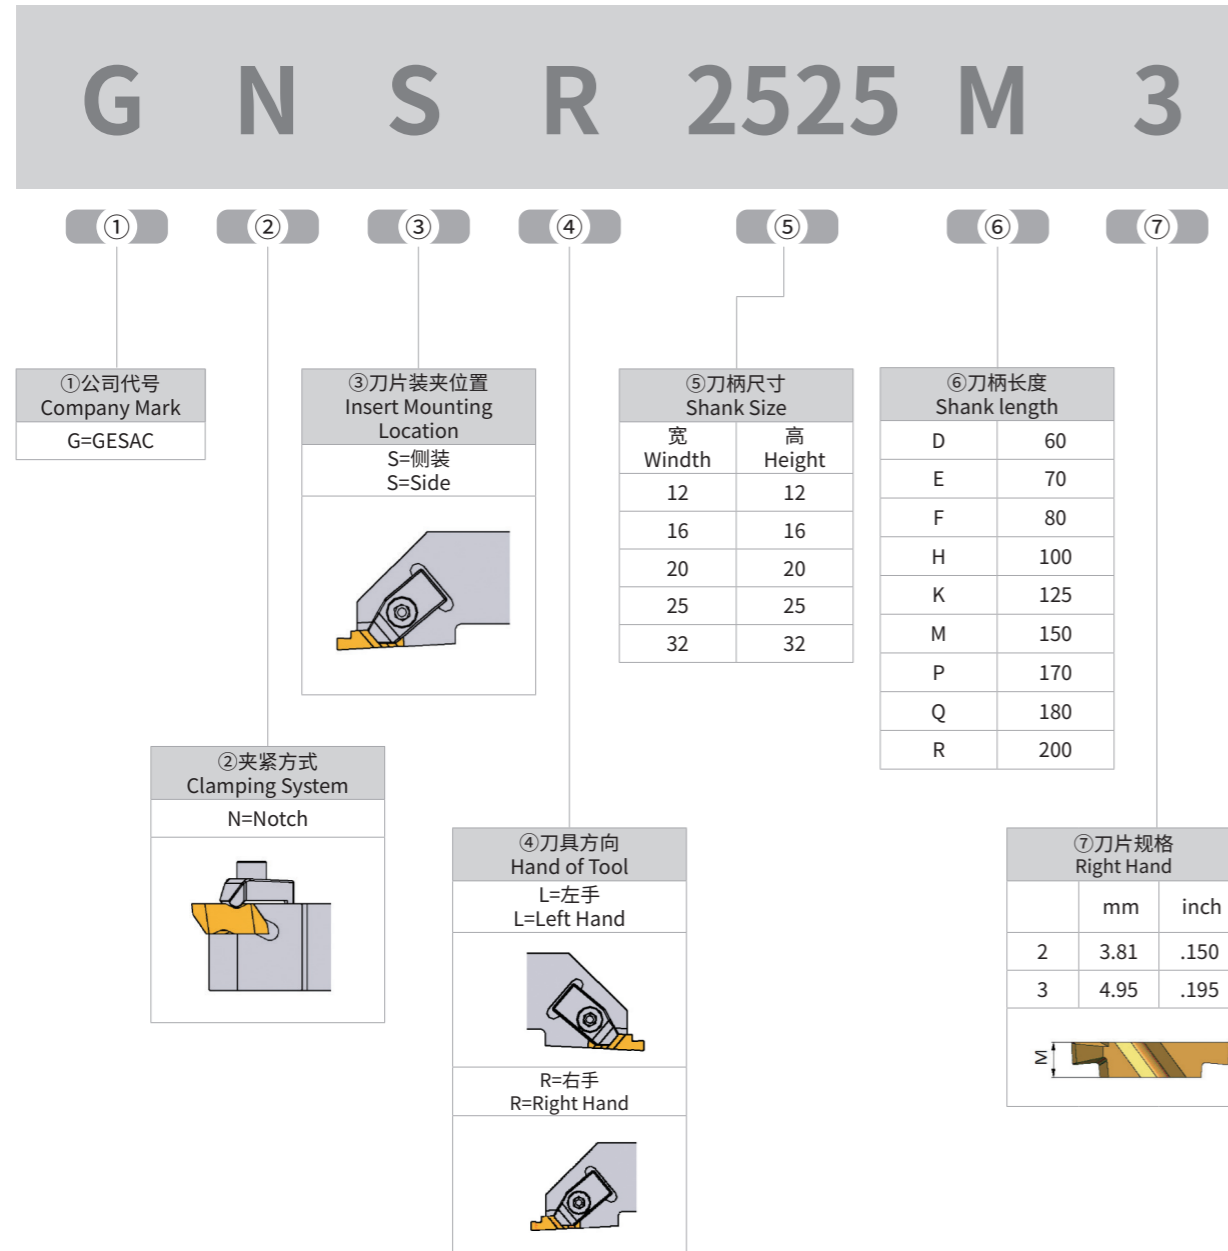 G N S R 2525 M 3
① ② ③ ④ ⑤ ⑥ ⑦
①公司代号
Company Mark
G=GESAC
③刀片装夹位置
Insert Mounting
Location
S=侧装
S=Side
⑤刀柄尺寸
Shank Size
宽 高
Windth Height
12 12
16 16
20 20
25 25
32 32
⑥刀柄长度
Shank length
D 60
E 70
F 80
H 100
K 125
M 150
P 170
Q 180
R 200
②夹紧方式
Clamping System
N=Notch
④刀具方向
Hand of Tool
L=左手
L=Left Hand
R=右手
R=Right Hand
⑦刀片规格
Right Hand
mm inch
2 3.81 .150
3 4.95 .195
M